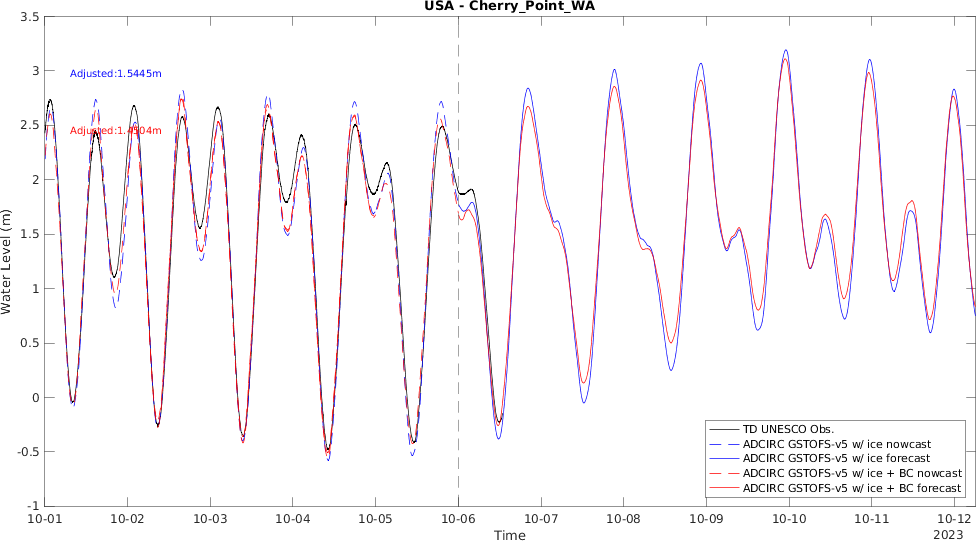 USA - Cherry_Point_WA
3.5
3
2.5
2
1.5
1
0.5
0
-0.5
-1
Water Level (m)
Adjusted:1.5445m
Adjusted:1.4504m
TD UNESCO Obs.
ADCIRC GSTOFS-v5 w/ ice nowcast
ADCIRC GSTOFS-v5 w/ ice forecast
ADCIRC GSTOFS-v5 w/ ice + BC nowcast
ADCIRC GSTOFS-v5 w/ ice + BC forecast
10-01 10-02 10-03 10-04 10-05 10-06 10-07 10-08 10-09 10-10 10-11 10-12
2023
Time